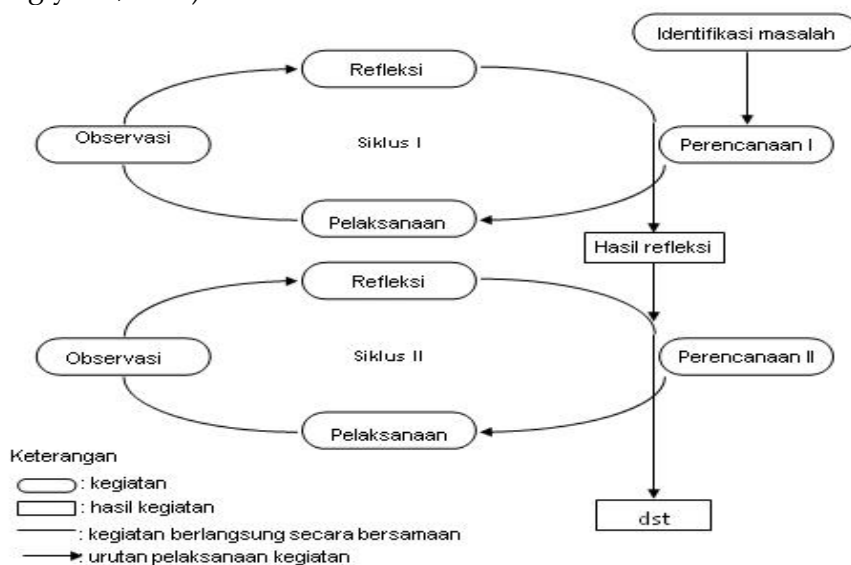 Identifikasi masalah
Refleksi
Observasi
Siklus I
Perencanaan I
Pelaksanaan
Hasil refleksi
Refleksi
Observasi
Siklus II
Perencanaan II
Pelaksanaan
Keterangan
: kegiatan
: hasil kegiatan
dst
: kegiatan berlangsung secara bersamaan
: urutan pelaksanaan kegiatan